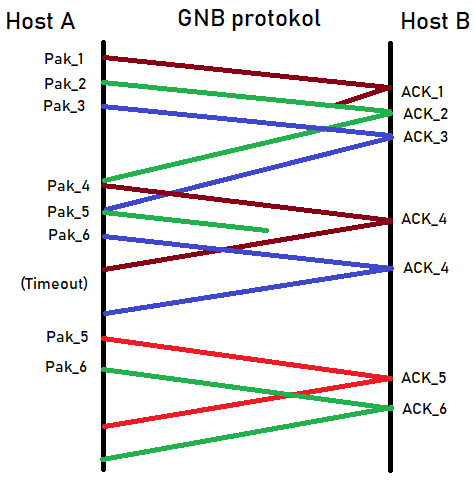 GNB protokol
Host A
Host B
Pak_1
Pak_2
Pak_3
ACK_1
ACK_2
ACK_3
Pak_4
Pak_5
Pak_6
ACK_4
(Timeout)
ACK_4
Pak_5
Pak_6
ACK_5
ACK_6